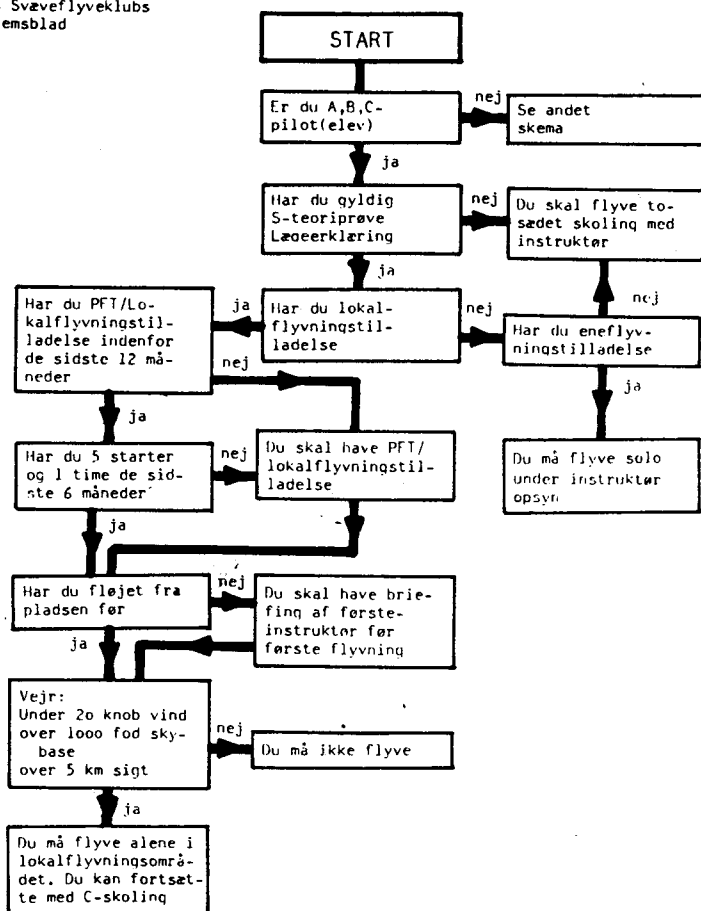 Svæveflyveklubs
emsblad
START
Er du A,B,C-
pilot(elev)
nej
Se andet
skema
ja
Har du gyldig
S-teoriprøve
Lægeerklæring
nej
Du skal flyve to-
sædet skoling med
instruktør
ja
nej
Har du PFT/Lo-
kalflyvningstil-
ladelse indenfor
de sidste 12 må-
neder
ja
Har du lokal-
flyvningstil-
ladelse
nej
Har du eneflyv-
ningstilladelse
nej
ja
ja
Har du 5 starter
og 1 time de sid-
ste 6 måneder
nej
Du skal have PFT/
lokalflyvningstil-
ladelse
Du må flyve solo
under instruktør
opsyn
ja
Har du fløjet fra
pladsen før
nej
Du skal have brie-
fing af første-
instruktør før
første flyvning
ja
Vejr:
Under 2o knob vind
over 1ooo fod sky-
base
over 5 km sigt
nej
Du må ikke flyve
ja
Du må flyve alene i
lokalflyvningsområ-
det. Du kan fortsæt-
te med C-skoling